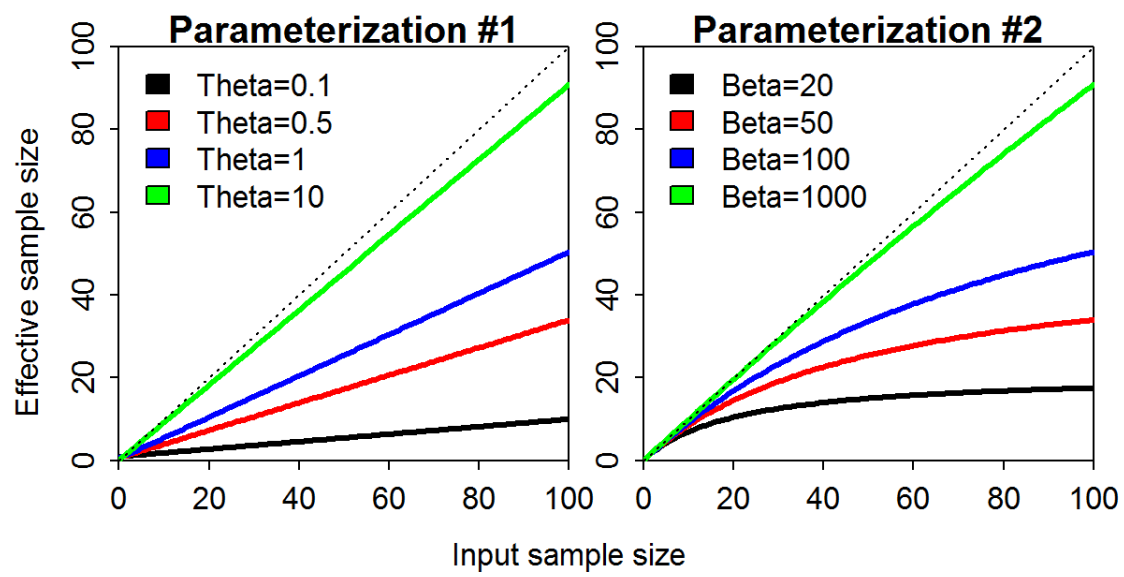 Parameterization #1
Parameterization #2
Theta=0.1
Theta=0.5
Theta=1
Theta=10
Beta=20
Beta=50
Beta=100
Beta=1000
Effective sample size
0 20 40 60 80 100
0 20 40 60 80 100
0 20 40 60 80 100
0 20 40 60 80 100
Input sample size